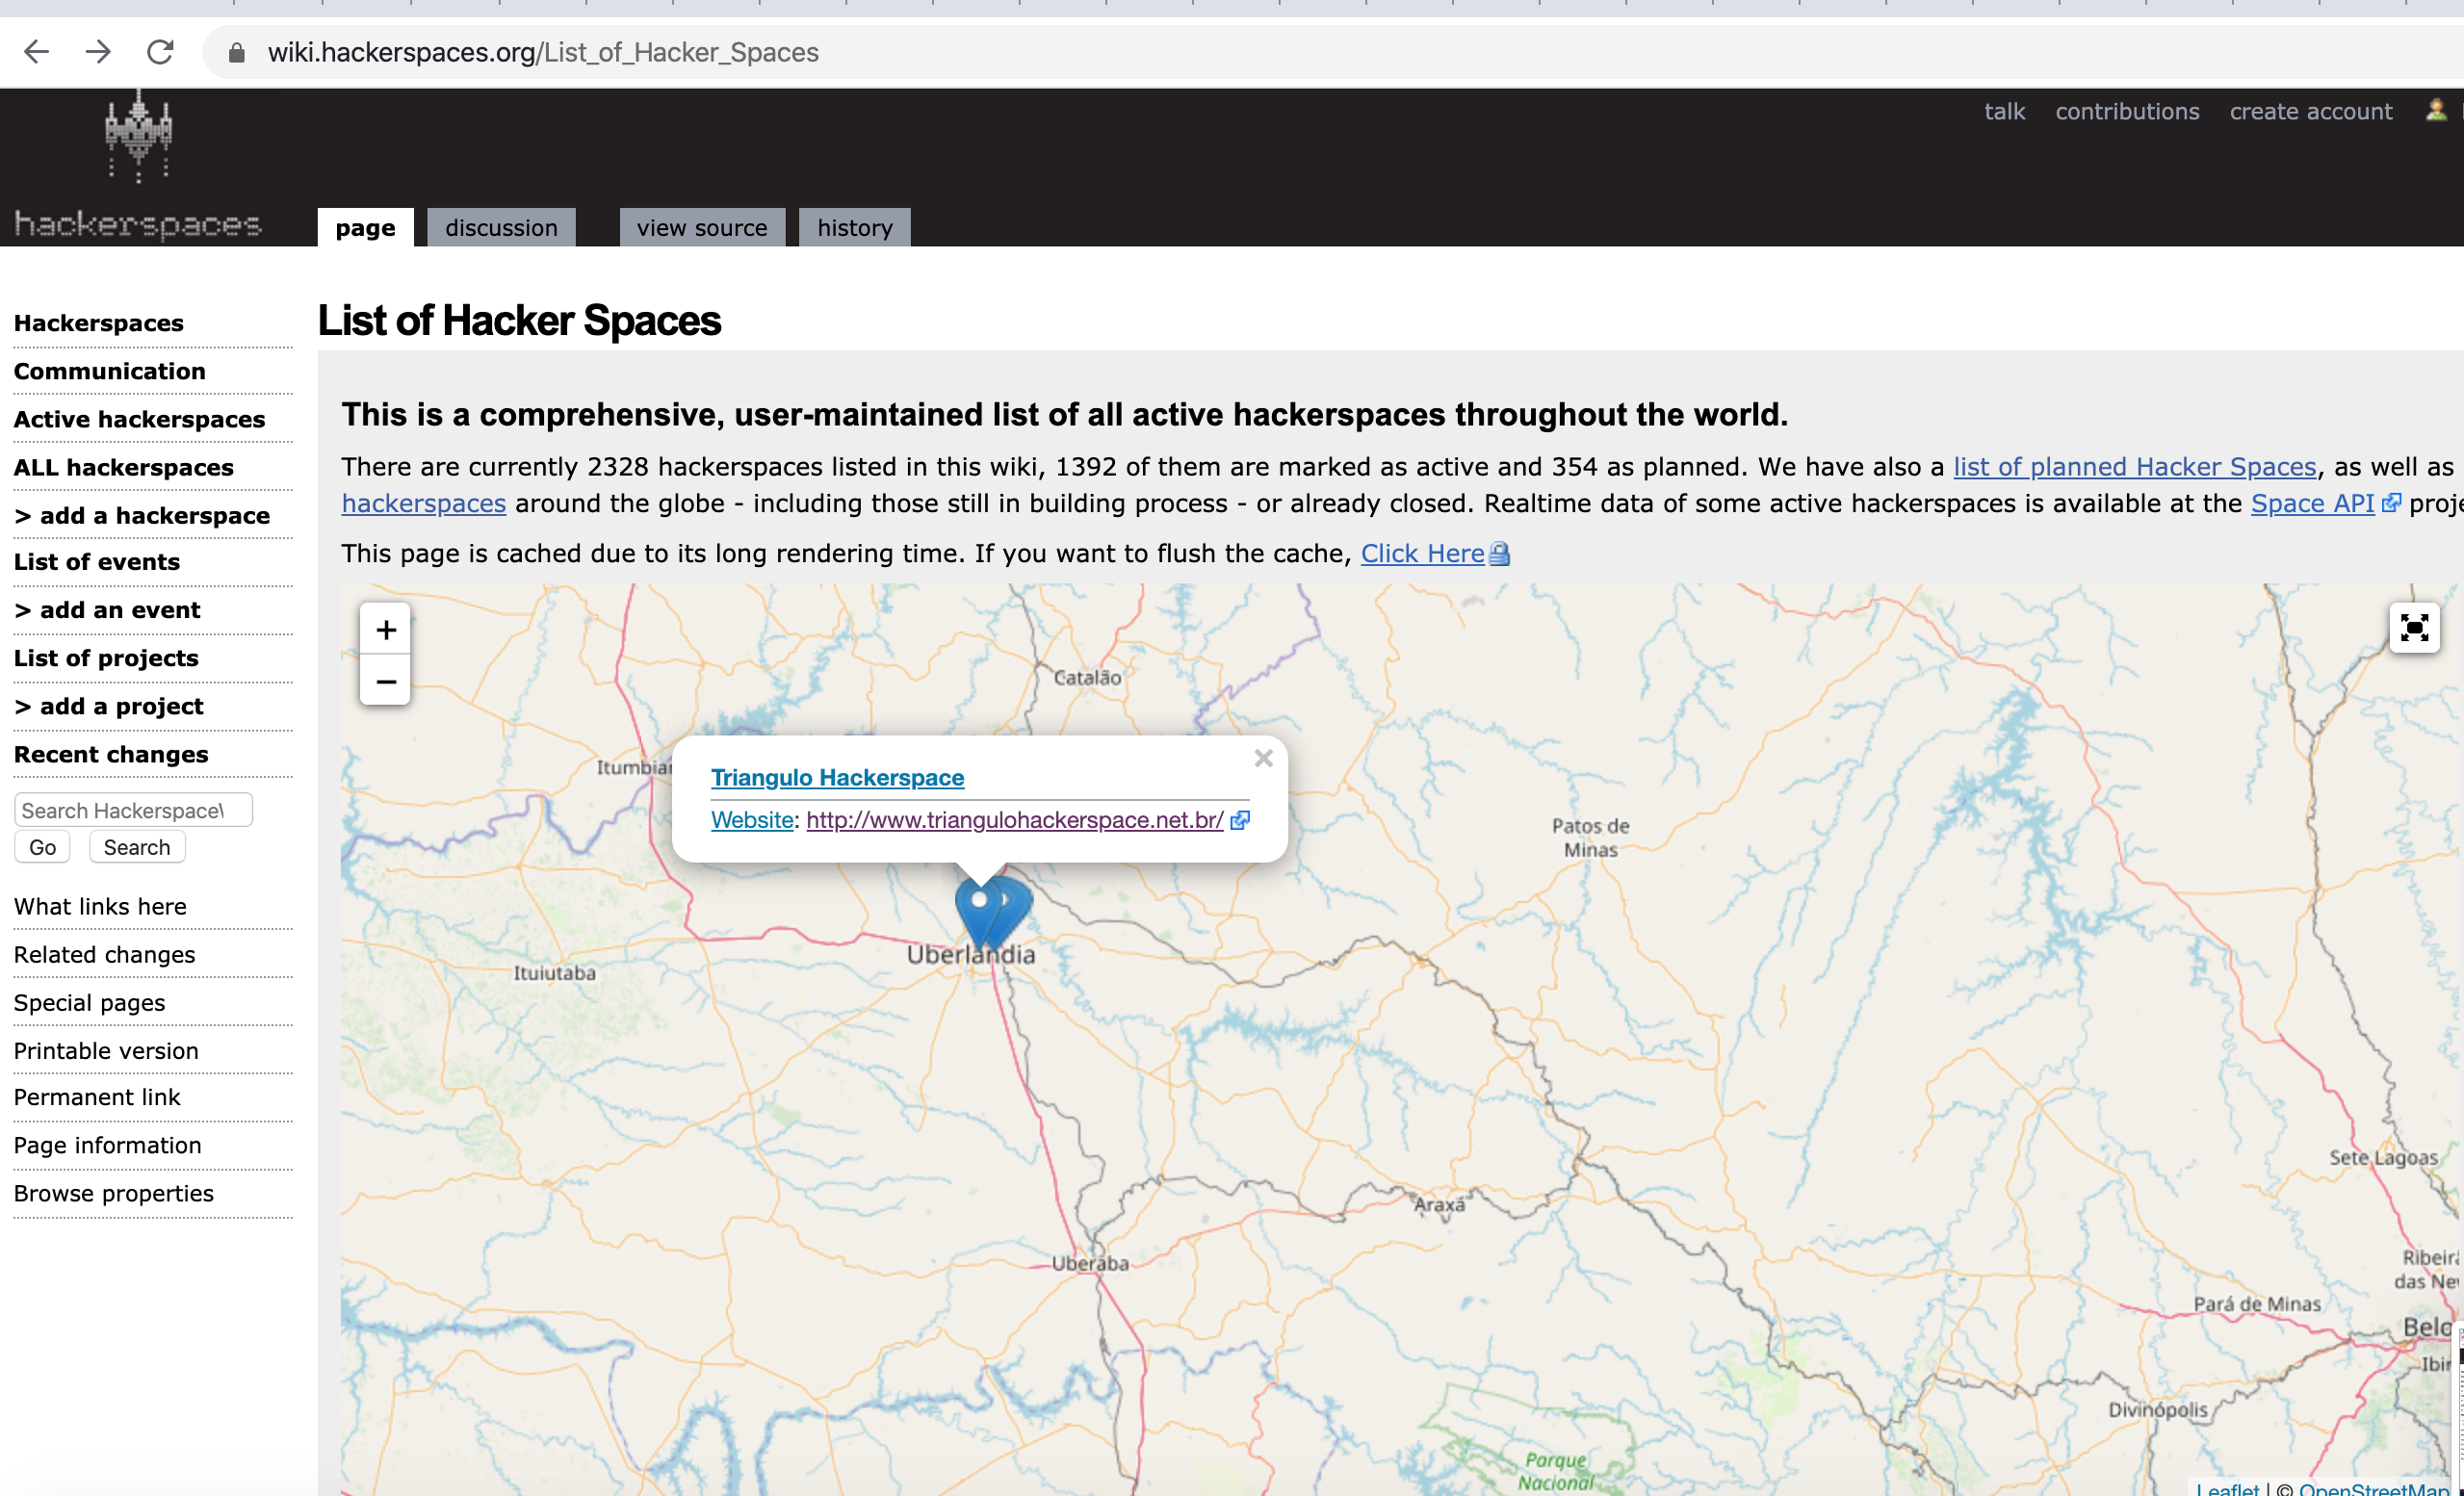 wiki.hackerspaces.org/List_of_Hacker_Spaces
talk contributions create account
hackerspaces
page discussion view source history
Hackerspaces
Communication
Active hackerspaces
ALL hackerspaces
> add a hackerspace
List of events
> add an event
List of projects
> add a project
Recent changes
Search Hackerspace
Go Search
What links here
Related changes
Special pages
Printable version
Permanent link
Page information
Browse properties
List of Hacker Spaces
This is a comprehensive, user-maintained list of all active hackerspaces throughout the world.
There are currently 2328 hackerspaces listed in this wiki, 1392 of them are marked as active and 354 as planned. We have also a list of planned Hacker Spaces, as well as
hackerspaces around the globe - including those still in building process - or already closed. Realtime data of some active hackerspaces is available at the Space API proje
This page is cached due to its long rendering time. If you want to flush the cache, Click Here
+
−
Catalão
Itumbia
Triangulo Hackerspace
×
Website: http://www.triangulohackerspace.net.br/
Patos de
Minas
Uberlândia
Ituiutaba
Sete Lagoas
Araxá
Uberaba
Ribeir
das Ne
Pará de Minas
Belo
Ibir
Divinópolis
Parque
Nacional
Leaflet | © OpenStreetMap